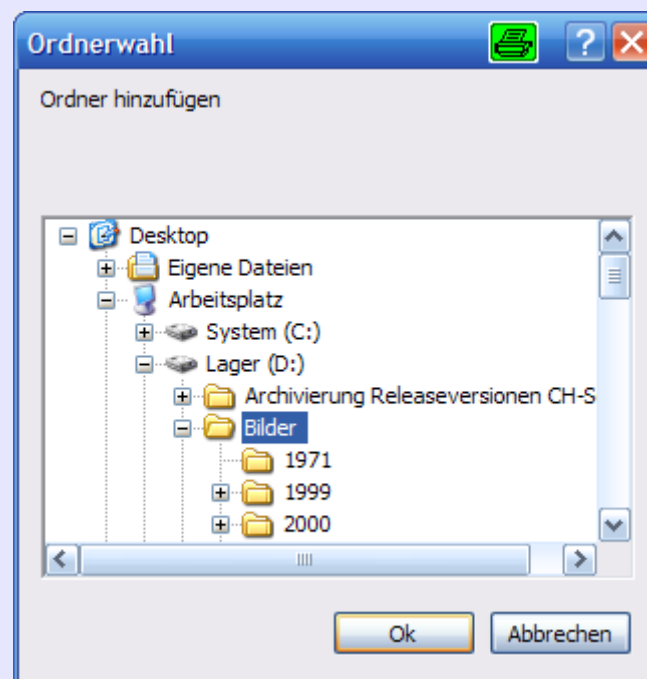 Ordnerwahl
Ordner hinzufügen
Desktop
Eigene Dateien
Arbeitsplatz
System (C:)
Lager (D:)
Archivierung Releaseversionen CH-S
Bilder
1971
1999
2000
Ok Abbrechen